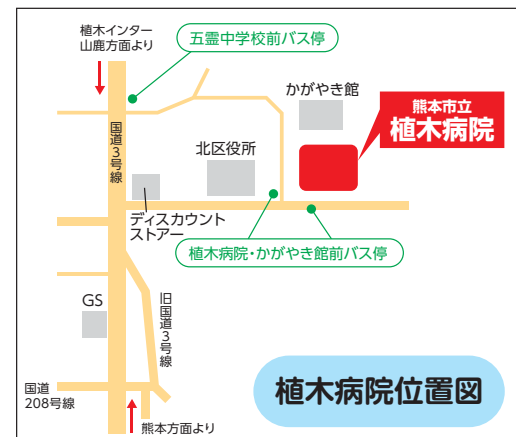 植木インター
山鹿方面より
五霊中学校前バス停
かがやき館
熊本市立
植木病院
国道3号線
北区役所
ディスカウント
ストアー
植木病院・かがやき館前バス停
GS
旧国道3号線
国道
208号線
熊本方面より
植木病院位置図